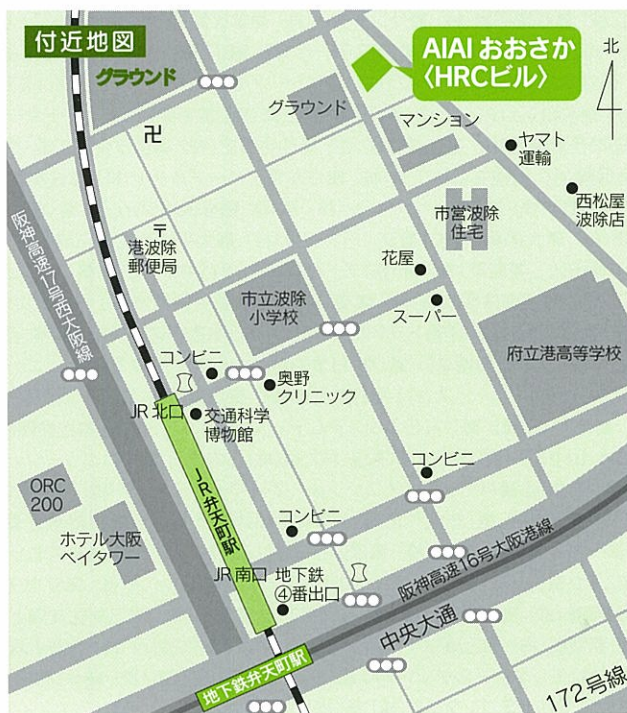 付近地図
グラウンド
AIAI おおさか
〈HRCビル〉
北
グラウンド
マンション
ヤマト
運輸
西松屋
波除店
卍
市営波除
住宅
阪神高速17号西大阪線
〒
港波除
郵便局
花屋
市立波除
小学校
スーパー
府立港高等学校
コンビニ
奥野
クリニック
JR北口
交通科学
博物館
コンビニ
ORC
200
JR弁天町駅
コンビニ
ホテル大阪
ベイタワー
JR南口
地下鉄
④番出口
阪神高速16号大阪港線
中央大通
地下鉄弁天町駅
172号線